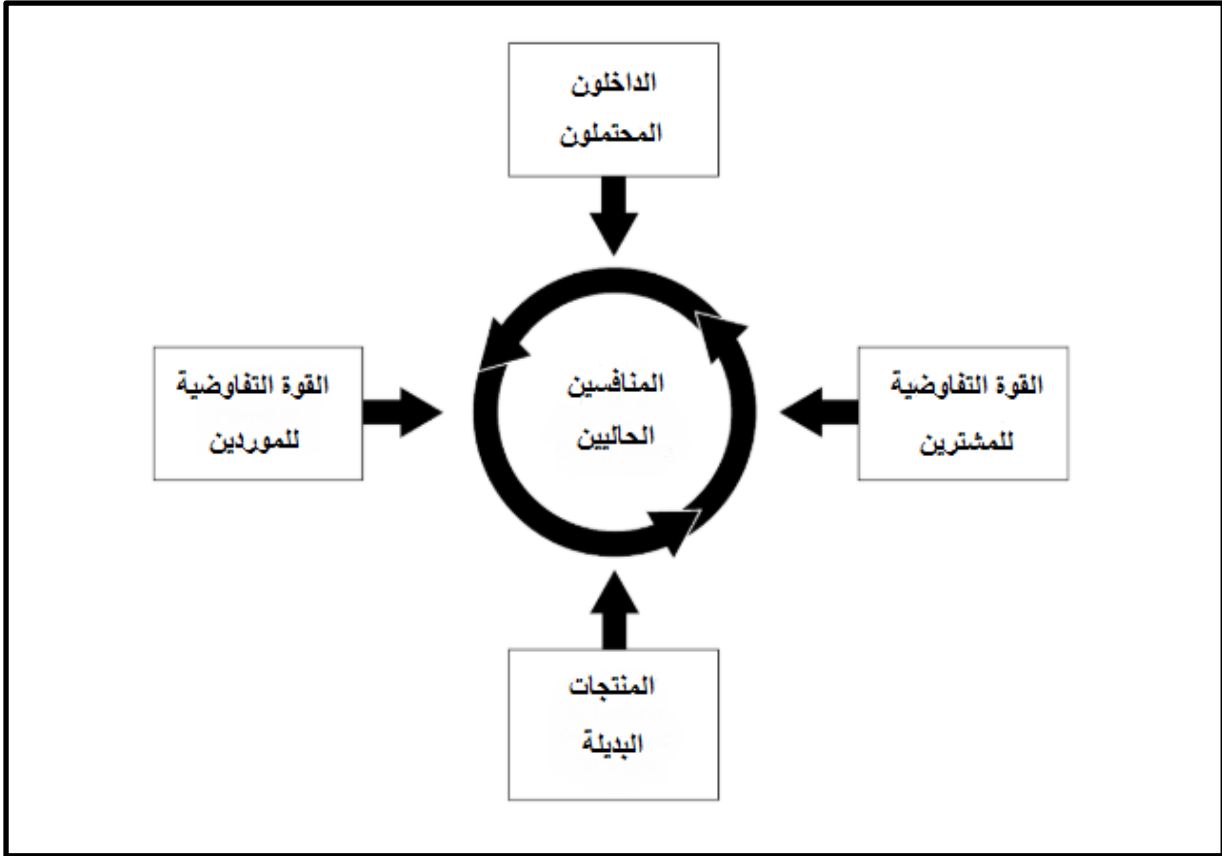 الداخلون
المحتملون
القوة التفاوضية
للمشترين
المنافسين
الحاليين
القوة التفاوضية
للموردين
المنتجات
البديلة